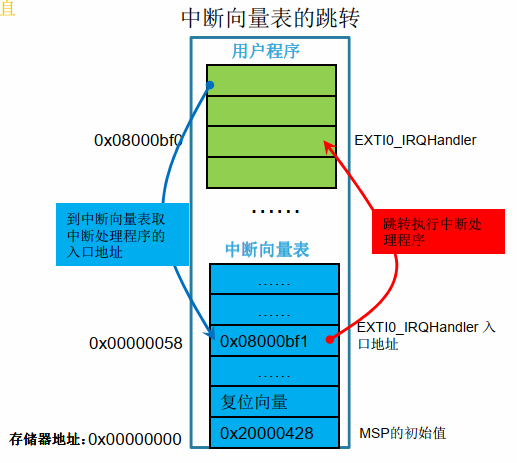 直
中断向量表的跳转
用户程序
0x08000bf0
EXTI0_IRQHandler
......
到中断向量表取
中断处理程序的
入口地址
跳转执行中断处
理程序
中断向量表
......
......
0x00000058
0x08000bf1
EXTI0_IRQHandler 入
口地址
......
复位向量
存储器地址:0x00000000
0x20000428
MSP的初始值